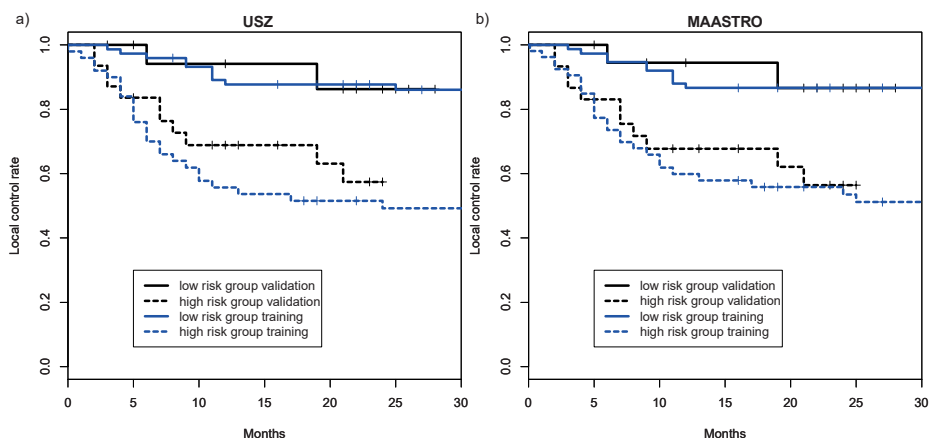 a)
USZ
Local control rate
1.0
0.8
0.6
0.4
0.2
0.0
low risk group validation
high risk group validation
low risk group training
high risk group training
0 5 10 15 20 25 30
Months
b)
MAASTRO
Local control rate
1.0
0.8
0.6
0.4
0.2
0.0
low risk group validation
high risk group validation
low risk group training
high risk group training
0 5 10 15 20 25 30
Months